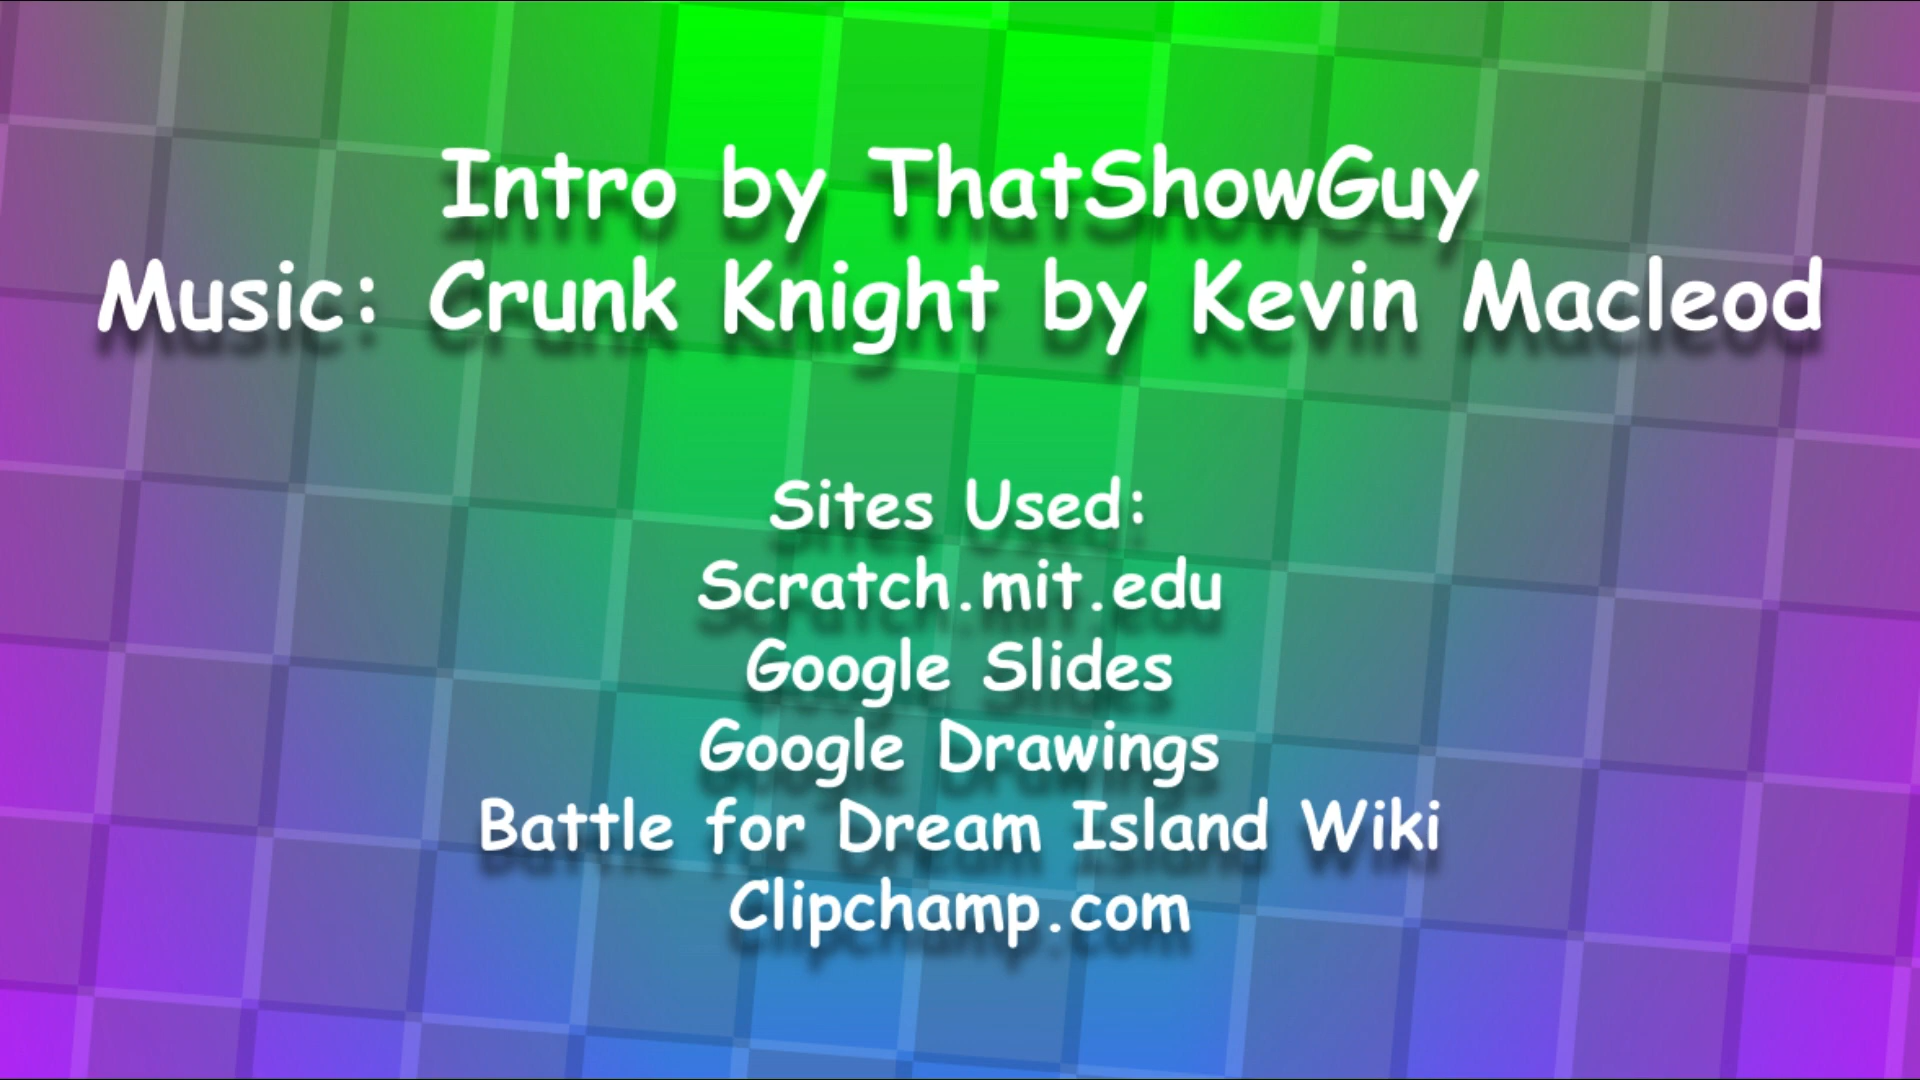 Intro by ThatShowGuy
Music: Crunk Knight by Kevin Macleod
Sites Used:
Scratch.mit.edu
Google Slides
Google Drawings
Battle for Dream Island Wiki
Clipchamp.com